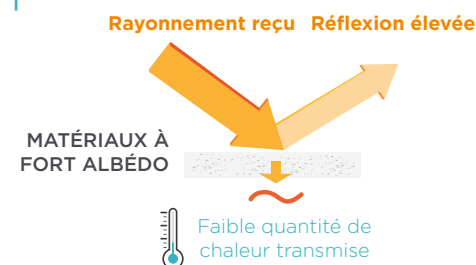 Rayonnement reçu Réflexion élevée
MATÉRIAUX À
FORT ALBÉDO
Faible quantité de
chaleur transmise